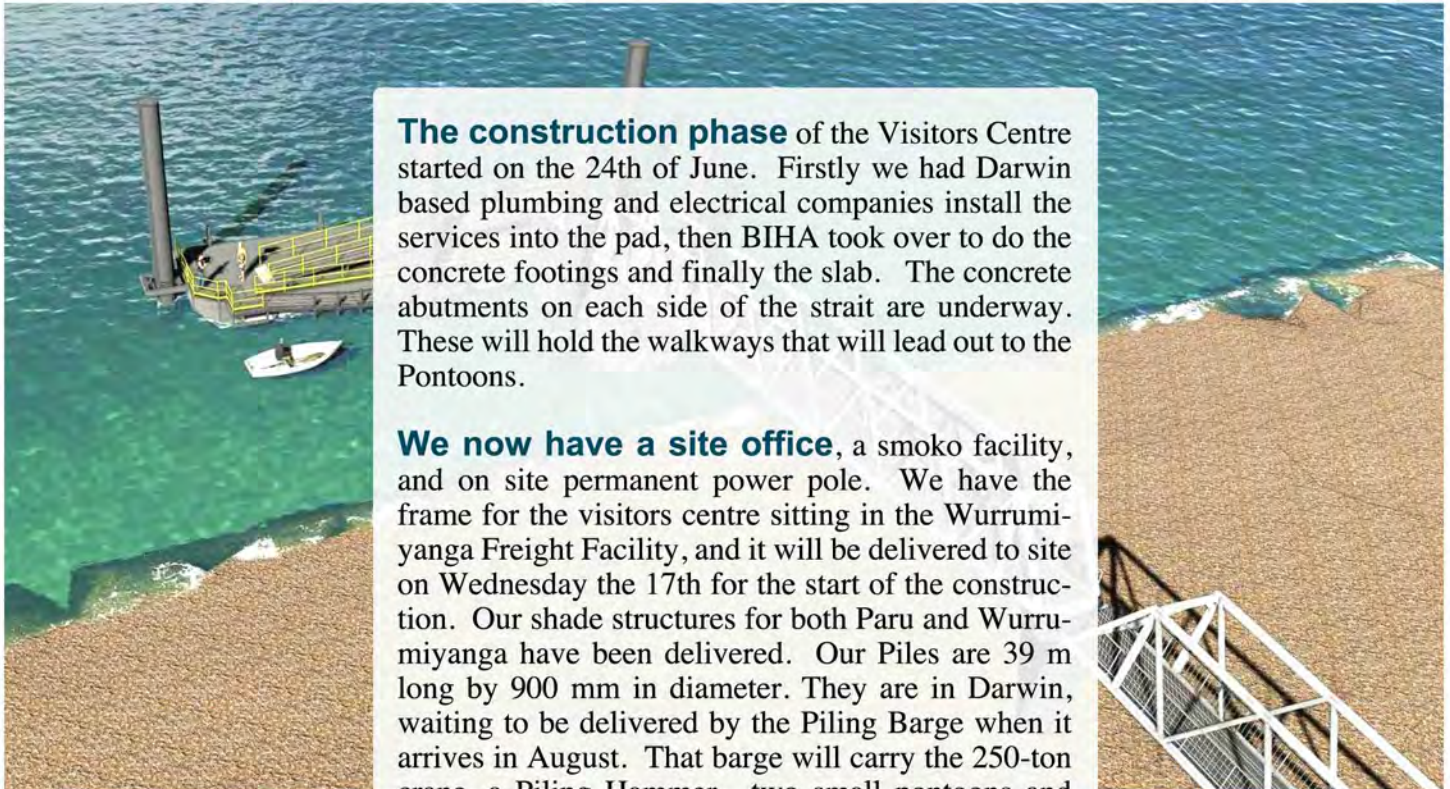 The construction phase of the Visitors Centre
started on the 24th of June. Firstly we had Darwin
based plumbing and electrical companies install the
services into the pad, then BIHA took over to do the
concrete footings and finally the slab. The concrete
abutments on each side of the strait are underway.
These will hold the walkways that will lead out to the
Pontoons.
We now have a site office, a smoko facility,
and on site permanent power pole. We have the
frame for the visitors centre sitting in the Wurrumi-
yanga Freight Facility, and it will be delivered to site
on Wednesday the 17th for the start of the construc-
tion. Our shade structures for both Paru and Wurru-
miyanga have been delivered. Our Piles are 39 m
long by 900 mm in diameter. They are in Darwin,
waiting to be delivered by the Piling Barge when it
arrives in August. That barge will carry the 250-ton
crane, a Piling Hammer, two small pontoons and